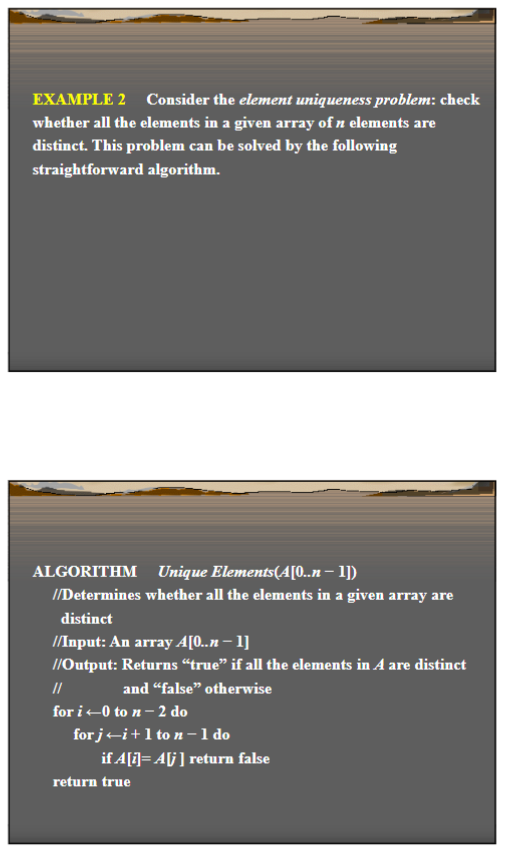 EXAMPLE 2 Consider the element uniqueness problem: check
whether all the elements in a given array of n elements are
distinct. This problem can be solved by the following
straightforward algorithm.
ALGORITHM Unique Elements(A[0..n − 1])
//Determines whether all the elements in a given array are
distinct
//Input: An array A[0..n − 1]
//Output: Returns “true” if all the elements in A are distinct
// and “false” otherwise
for i ←0 to n − 2 do
for j ←i + 1 to n − 1 do
if A[i]= A[j ] return false
return true